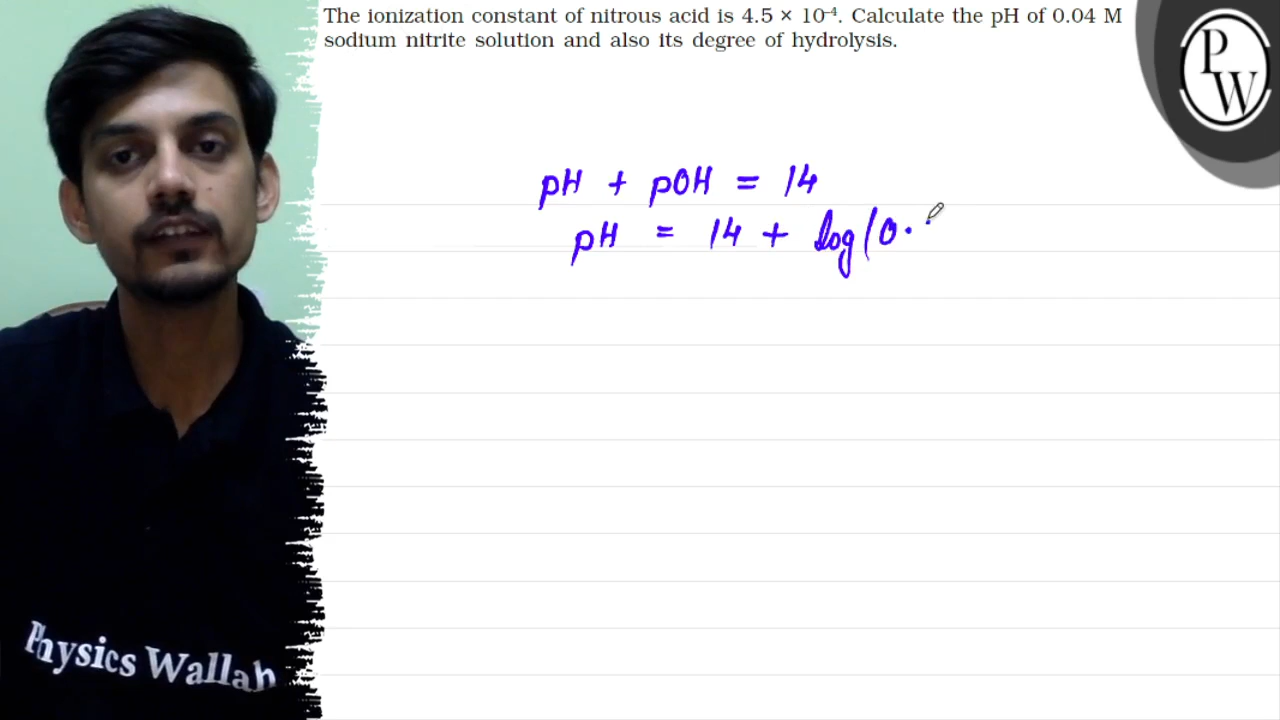 The ionization constant of nitrous acid is 4.5 × 10⁻⁴. Calculate the pH of 0.04 M
sodium nitrite solution and also its degree of hydrolysis.
PW
pH + pOH = 14
pH = 14 + log(0.
Physics Wallah